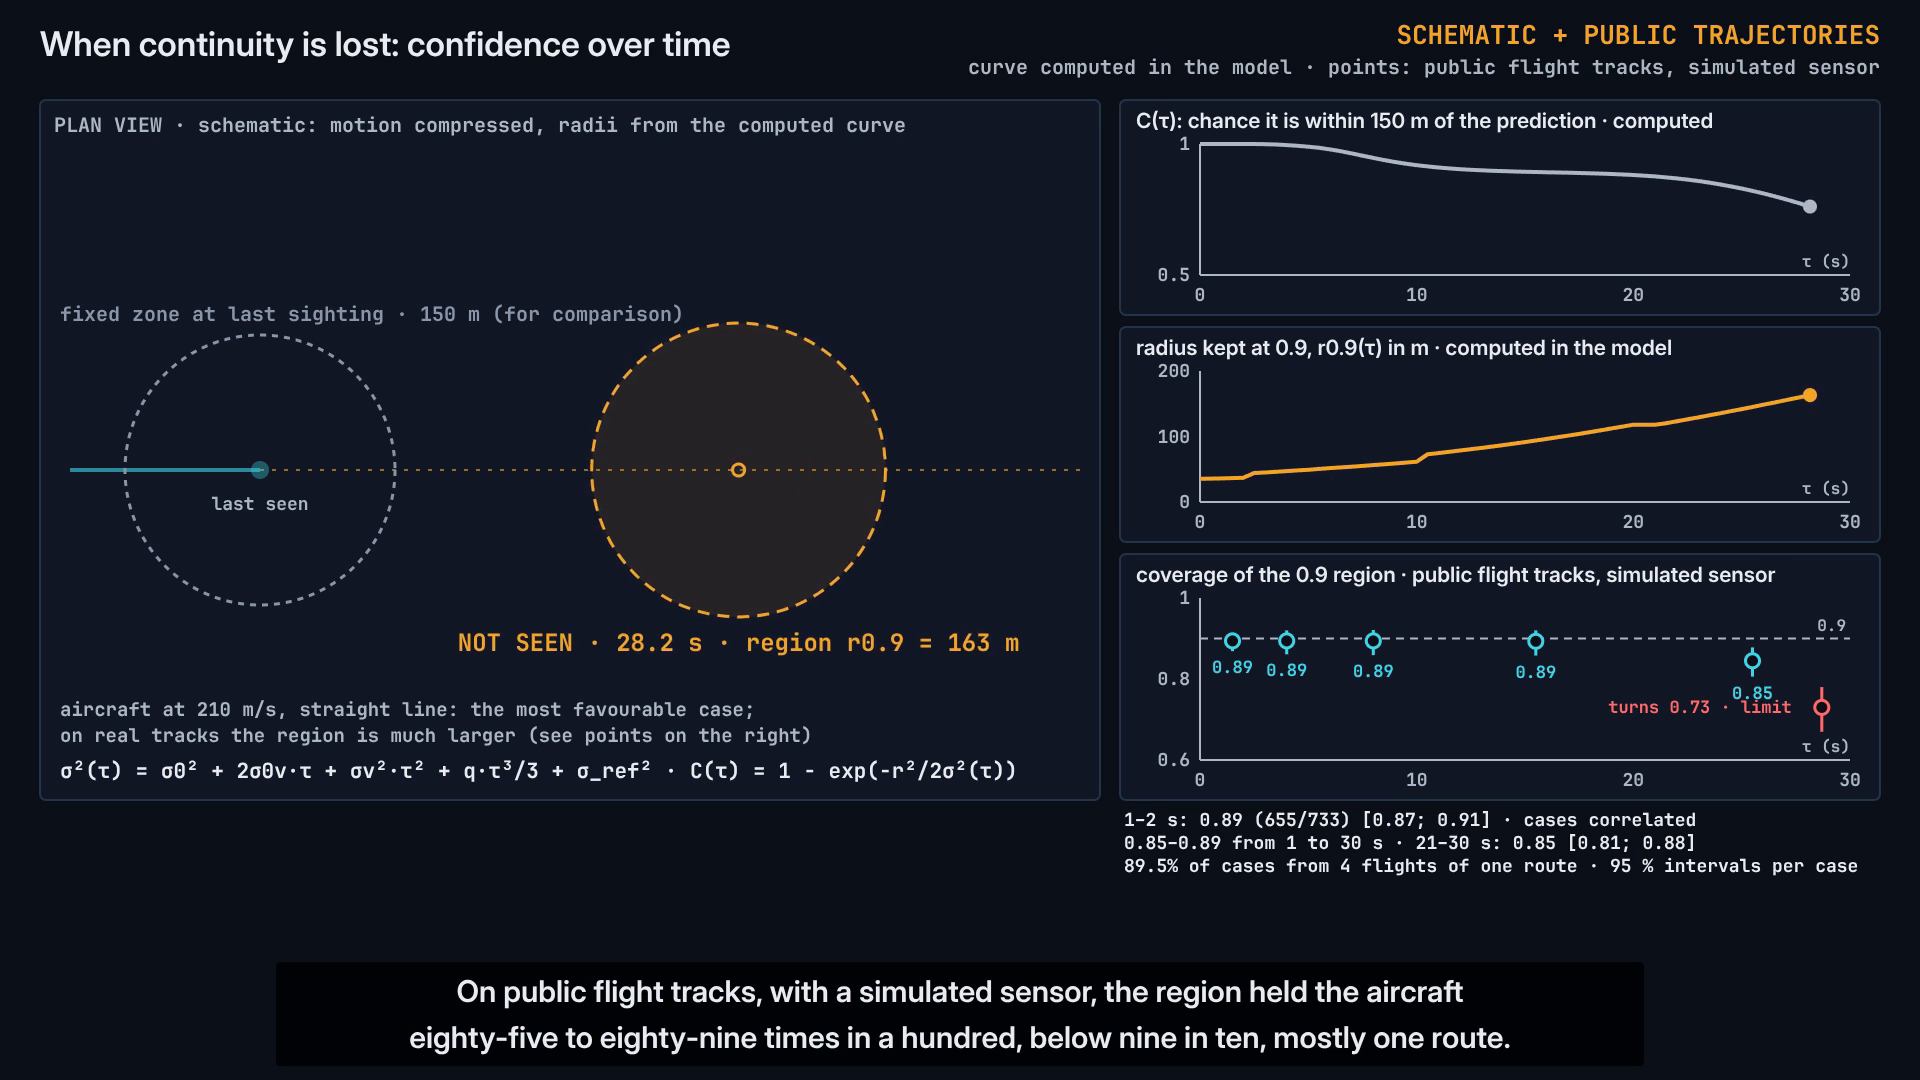 When continuity is lost: confidence over time
SCHEMATIC + PUBLIC TRAJECTORIES
curve computed in the model · points: public flight tracks, simulated sensor
PLAN VIEW · schematic: motion compressed, radii from the computed curve
fixed zone at last sighting · 150 m (for comparison)
last seen
NOT SEEN · 28.2 s · region r0.9 = 163 m
aircraft at 210 m/s, straight line: the most favourable case;
on real tracks the region is much larger (see points on the right)
σ²(τ) = σ0² + 2σ0v·τ + σv²·τ² + q·τ³/3 + σ_ref² · C(τ) = 1 - exp(-r²/2σ²(τ))
C(τ): chance it is within 150 m of the prediction · computed
1
0.5
τ (s)
0 10 20 30
radius kept at 0.9, r0.9(τ) in m · computed in the model
200
100
0
τ (s)
0 10 20 30
coverage of the 0.9 region · public flight tracks, simulated sensor
1
0.9
0.89 0.89 0.89 0.89
0.8
0.85
turns 0.73 · limit
τ (s)
0.6
0 10 20 30
1–2 s: 0.89 (655/733) [0.87; 0.91] · cases correlated
0.85–0.89 from 1 to 30 s · 21–30 s: 0.85 [0.81; 0.88]
89.5% of cases from 4 flights of one route · 95 % intervals per case
On public flight tracks, with a simulated sensor, the region held the aircraft
eighty-five to eighty-nine times in a hundred, below nine in ten, mostly one route.